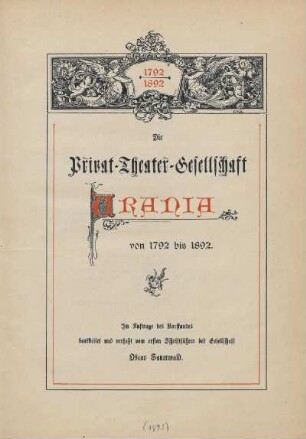 1792
1892
Die
Privat-Theater-Gesellschaft
URANIA
von 1792 bis 1892.
Im Auftrage des Vorstandes
bearbeitet und verfaßt vom ersten Schriftführer der Gesellschaft
Oscar Sauerwald.
(1893)